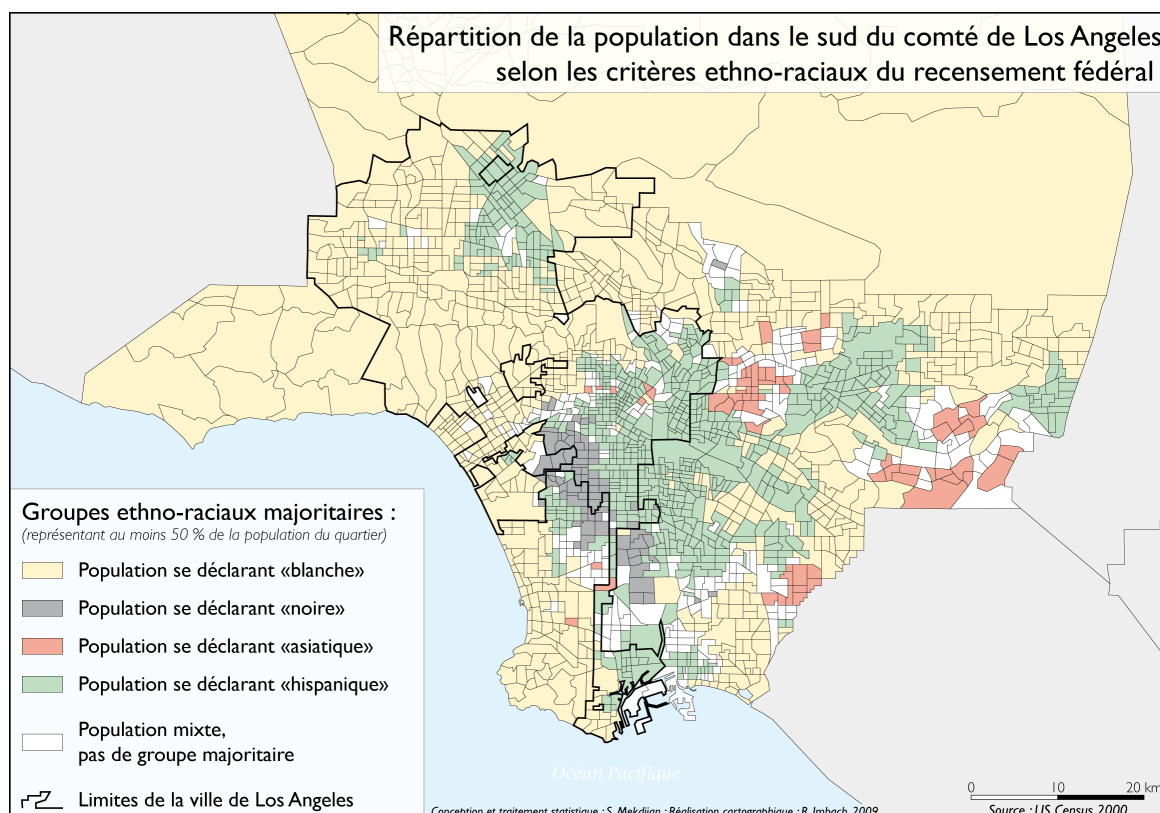 Répartition de la population dans le sud du comté de Los Angeles
selon les critères ethno-raciaux du recensement fédéral
Groupes ethno-raciaux majoritaires :
(représentant au moins 50 % de la population du quartier)
Population se déclarant «blanche»
Population se déclarant «noire»
Population se déclarant «asiatique»
Population se déclarant «hispanique»
Population mixte,
pas de groupe majoritaire
Limites de la ville de Los Angeles
Océan Pacifique
0 10 20 km
Conception et traitement statistique : S. Mekdjian ; Réalisation cartographique : B. Imbach, 2009
Source : US Census 2000